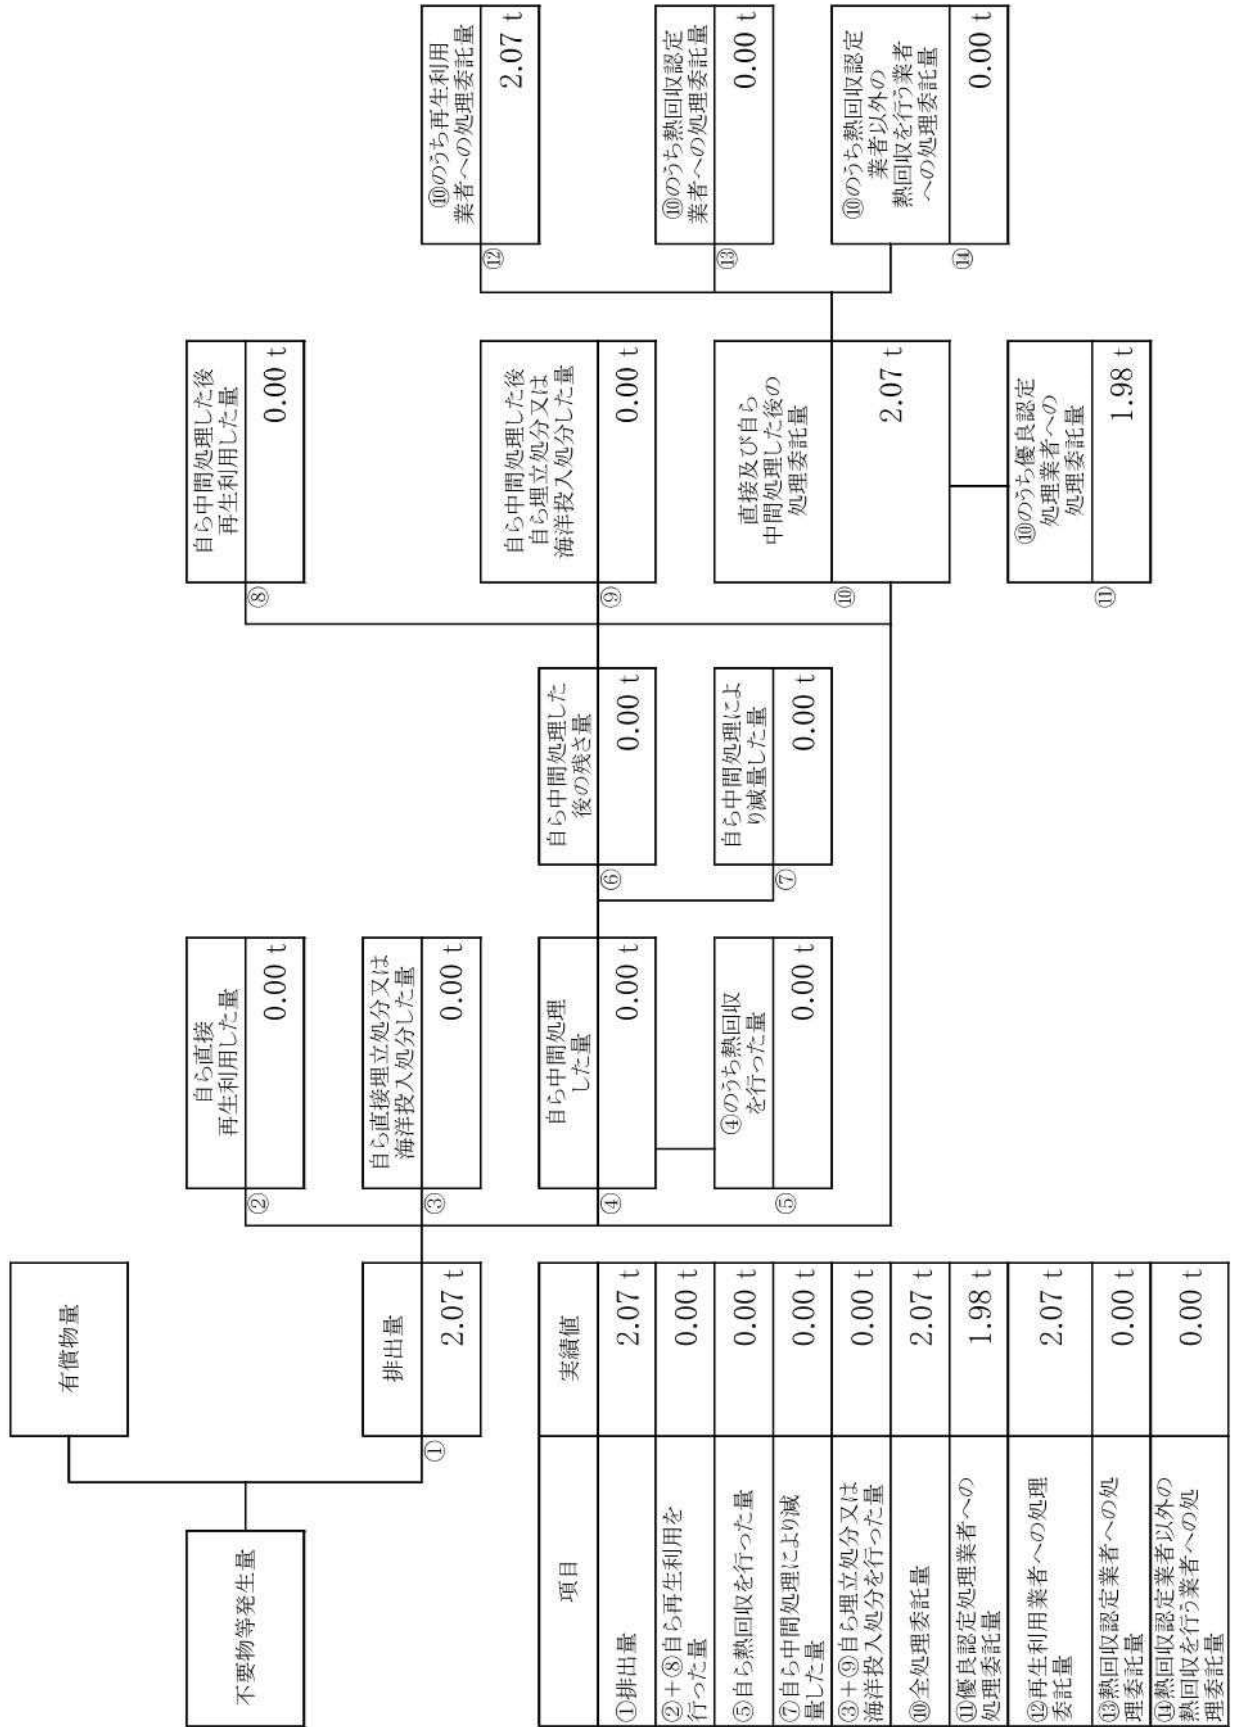 不要物等発生量
有償物量
①
排出量
2.07 t
②
自ら直接
再生利用した量
0.00 t
③
自ら直接埋立処分又は
海洋投入処分した量
0.00 t
④
自ら中間処理
した量
0.00 t
⑤
④のうち熱回収
を行った量
0.00 t
⑥
自ら中間処理した
後の残さ量
0.00 t
⑦
自ら中間処理によ
り減量した量
0.00 t
⑧
自ら中間処理した後
再生利用した量
0.00 t
⑨
自ら中間処理した後
自ら埋立処分又は
海洋投入処分した量
0.00 t
⑩
直接及び自ら
中間処理した後の
処理委託量
2.07 t
⑪
⑩のうち優良認定
処理業者への
処理委託量
1.98 t
⑫
⑩のうち再生利用
業者への処理委託量
2.07 t
⑬
⑩のうち熱回収認定
業者への処理委託量
0.00 t
⑭
⑩のうち熱回収認定
業者以外の
熱回収を行う業者
への処理委託量
0.00 t
項目
実績値
①排出量
2.07 t
②+⑧自ら再生利用を
行った量
0.00 t
⑤自ら熱回収を行った量
0.00 t
⑦自ら中間処理により減
量した量
0.00 t
③+⑨自ら埋立処分又は
海洋投入処分を行った量
0.00 t
⑩全処理委託量
2.07 t
⑪優良認定処理業者への
処理委託量
1.98 t
⑫再生利用業者への処理
委託量
2.07 t
⑬熱回収認定業者への処
理委託量
0.00 t
⑭熱回収認定業者以外の
熱回収を行う業者への処
理委託量
0.00 t